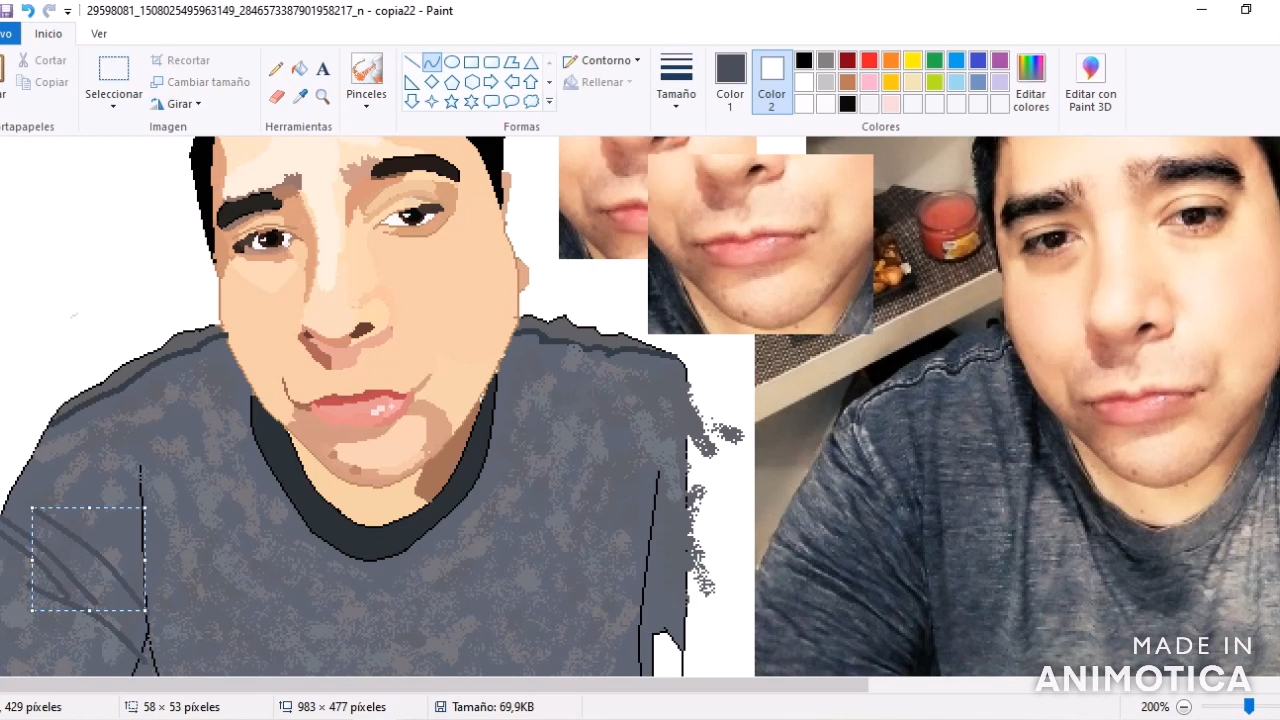 29598081_1508025495963149_2846573387901958217_n - copia22 - Paint
vo Inicio Ver
Cortar
Copiar
ar
rtapapeles
Seleccionar
Recortar
Cambiar tamaño
Girar
Imagen
A
Herramientas
Pinceles
Contorno
Rellenar
Formas
Tamaño
Color
1
Color
2
Editar
colores
Colores
Editar con
Paint 3D
MADE IN
ANIMOTICA
, 429 píxeles 58 × 53 píxeles 983 × 477 píxeles Tamaño: 69,9KB 200%